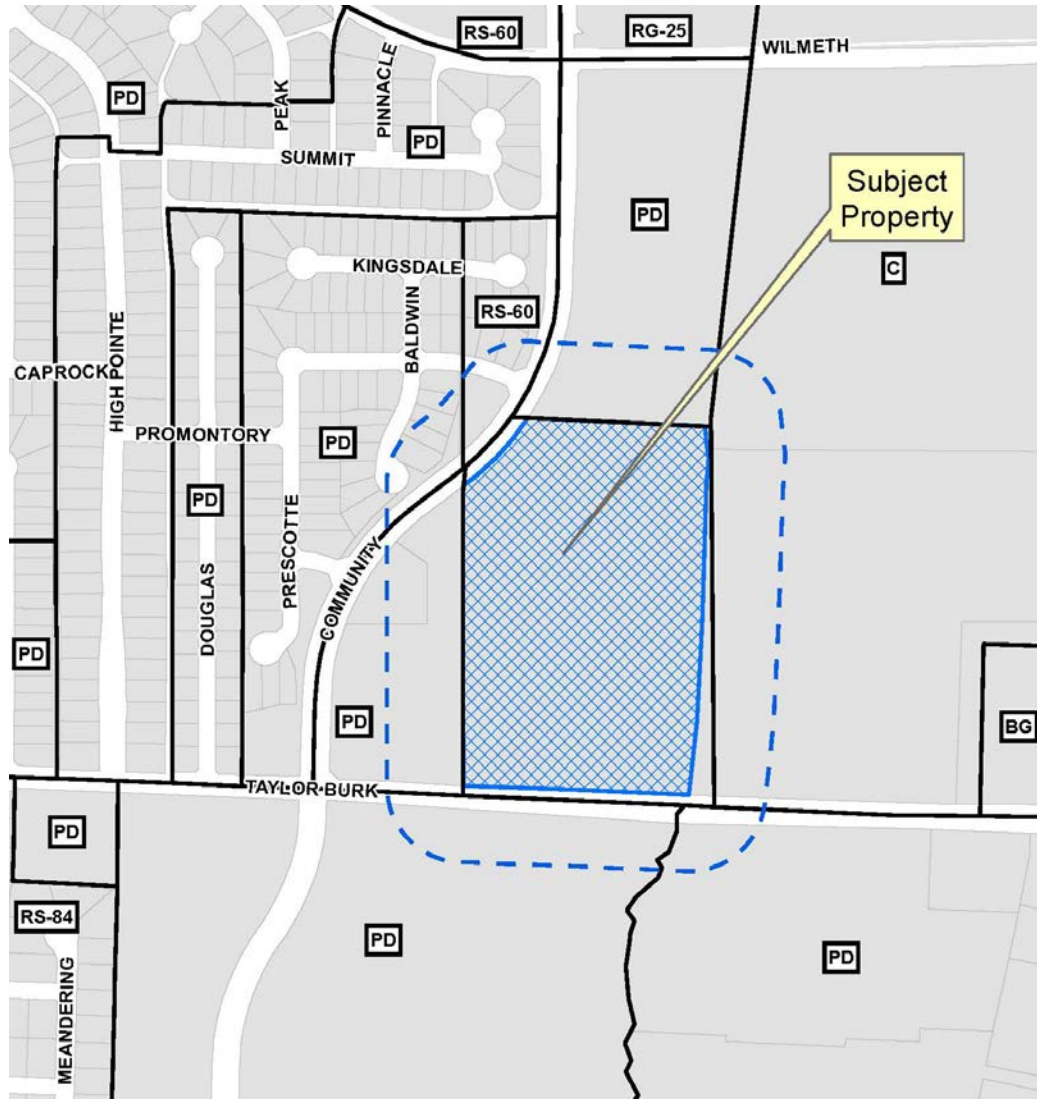 RS-60
RG-25
WILMETH
PD
PEAK
PINNACLE
PD
SUMMIT
Subject
Property
PD
C
KINGSDALE
RS-60
BALDWIN
HIGH POINTE
CAPROCK
PROMONTORY
PD
PD
PRESCOTTE
COMMUNITY
DOUGLAS
PD
PD
BG
TAYLOR BURK
PD
RS-84
PD
PD
MEANDERING